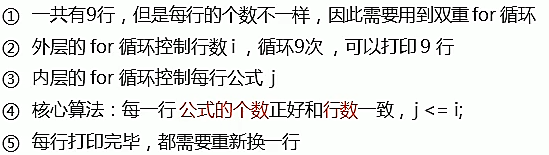 ① 一共有9行，但是每行的个数不一样，因此需要用到双重 for 循环
② 外层的 for 循环控制行数 i ，循环9次 ，可以打印 9 行
③ 内层的 for 循环控制每行公式 j
④ 核心算法：每一行 公式的个数正好和行数一致，j <= i;
⑤ 每行打印完毕，都需要重新换一行